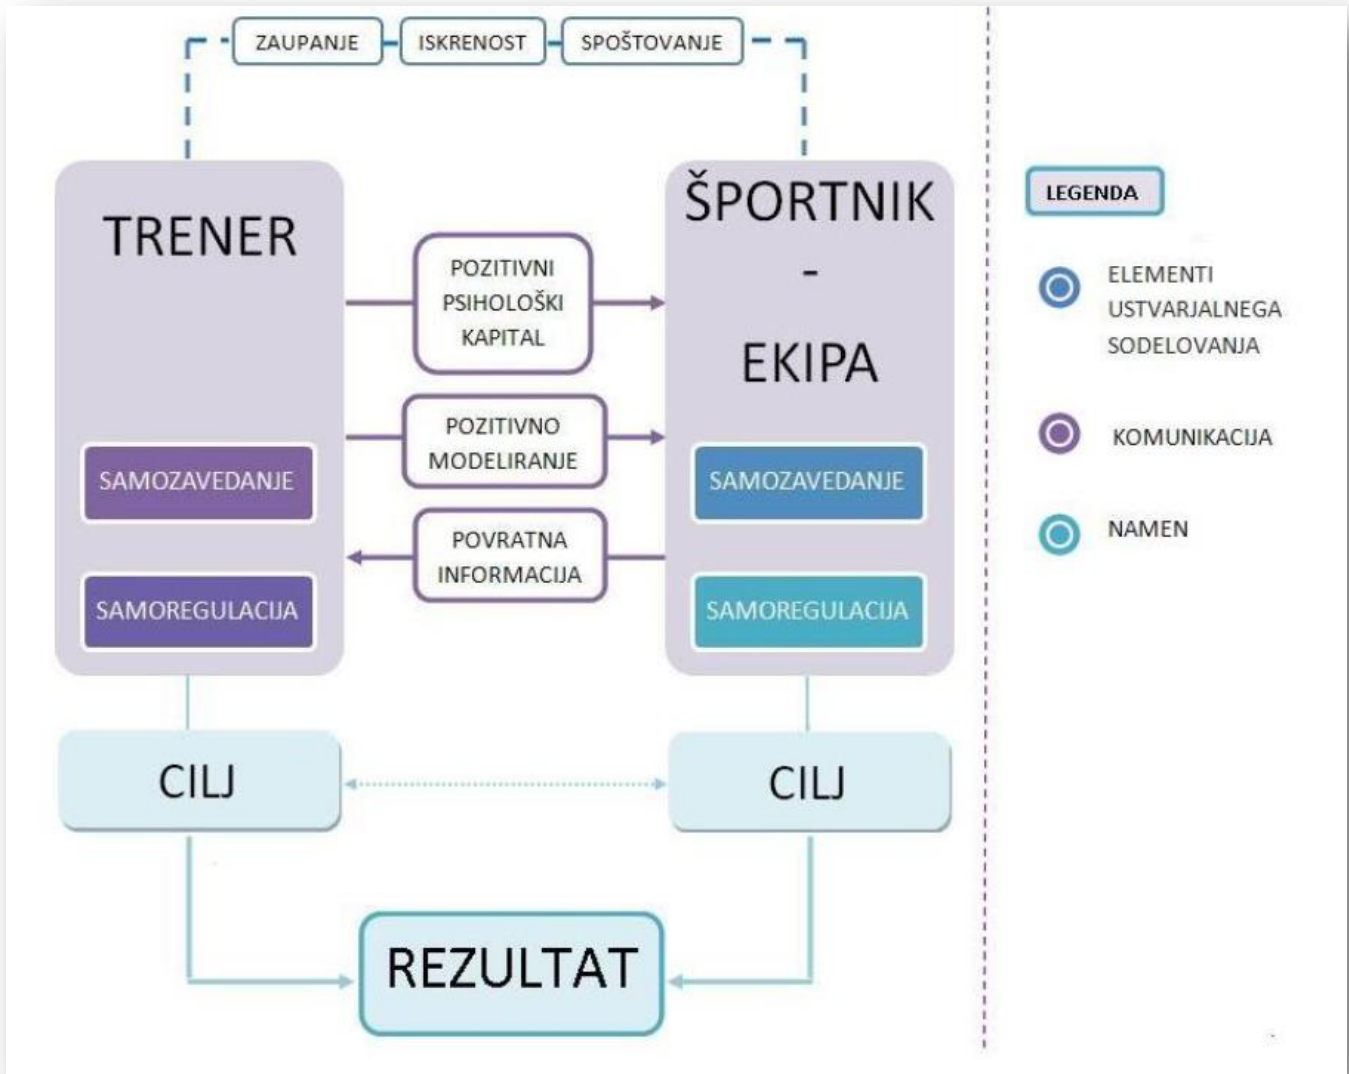 ZAUPANJE
ISKRENOST
SPOŠTOVANJE
TRENER
SAMOZAVEDANJE
SAMOREGULACIJA
POZITIVNI
PSIHOLOŠKI
KAPITAL
POZITIVNO
MODELIRANJE
POVRATNA
INFORMACIJA
ŠPORTNIK
-
EKIPA
SAMOZAVEDANJE
SAMOREGULACIJA
CILJ
CILJ
REZULTAT
LEGENDA
ELEMENTI
USTVARJALNEGA
SODELOVANJA
KOMUNIKACIJA
NAMEN